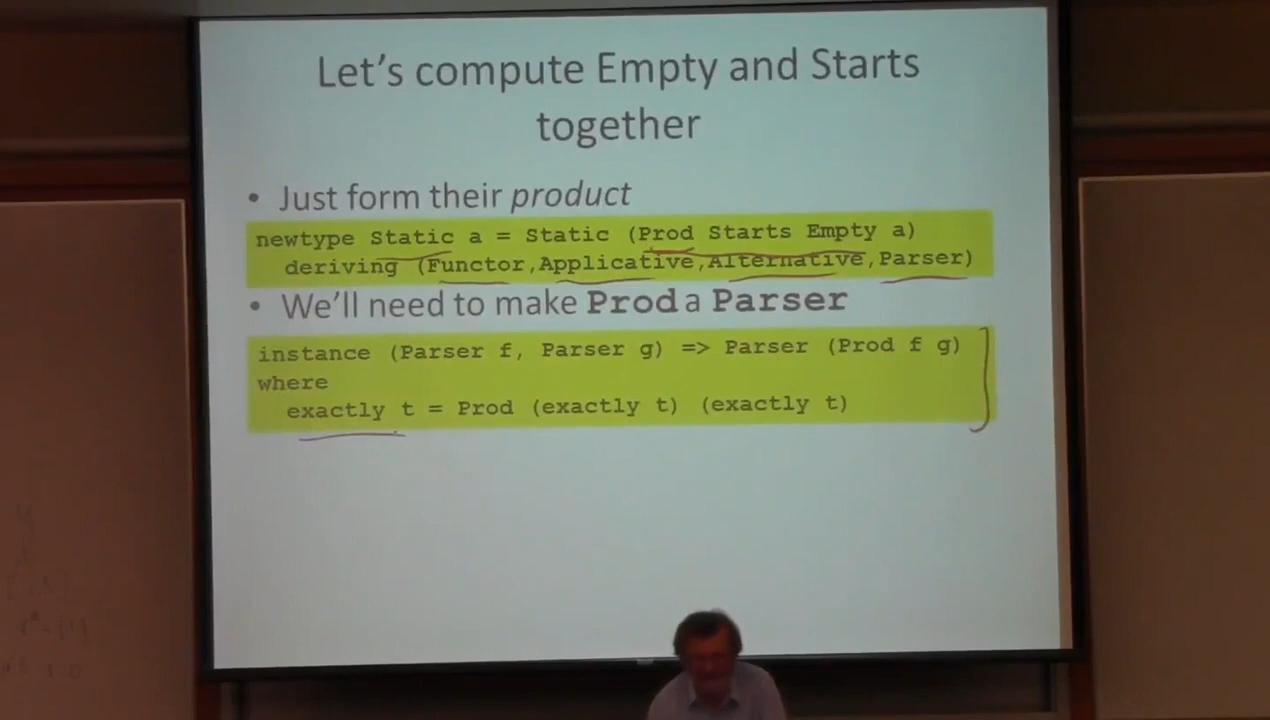 Let's compute Empty and Starts
together
• Just form their product
newtype Static a = Static (Prod Starts Empty a)
deriving (Functor,Applicative,Alternative,Parser)
• We'll need to make Prod a Parser
instance (Parser f, Parser g) => Parser (Prod f g)
where
exactly t = Prod (exactly t) (exactly t)